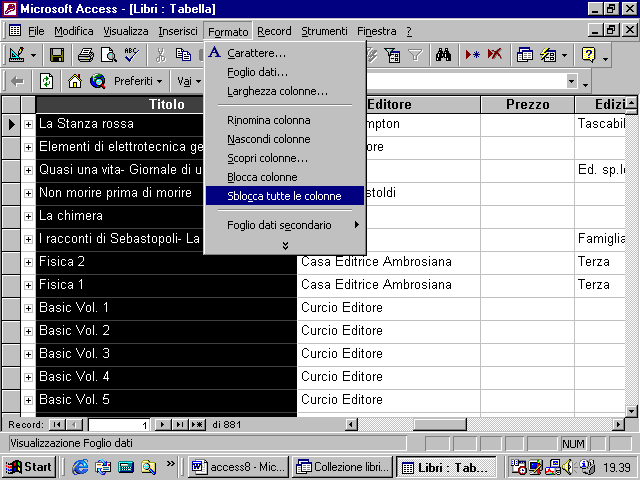 Microsoft Access - [Libri : Tabella]
File Modifica Visualizza Inserisci Formato Record Strumenti Finestra ?
Preferiti Vai
Carattere...
Foglio dati...
Larghezza colonne...
Rinomina colonna
Nascondi colonne
Scopri colonne...
Blocca colonne
Sblocca tutte le colonne
Foglio dati secondario
Titolo Editore Prezzo Edizi
La Stanza rossa mpton Tascabil
Elementi di elettrotecnica ge ore
Quasi una vita- Giornale di u Ed. sp.le
Non morire prima di morire stoldi
La chimera
I racconti di Sebastopoli- La Famiglia
Fisica 2 Casa Editrice Ambrosiana Terza
Fisica 1 Casa Editrice Ambrosiana Terza
Basic Vol. 1 Curcio Editore
Basic Vol. 2 Curcio Editore
Basic Vol. 3 Curcio Editore
Basic Vol. 4 Curcio Editore
Basic Vol. 5 Curcio Editore
Record: 1 di 881
Visualizzazione Foglio dati NUM
Start access8 - Mic... Collezione libri... Libri : Tab... 19.39